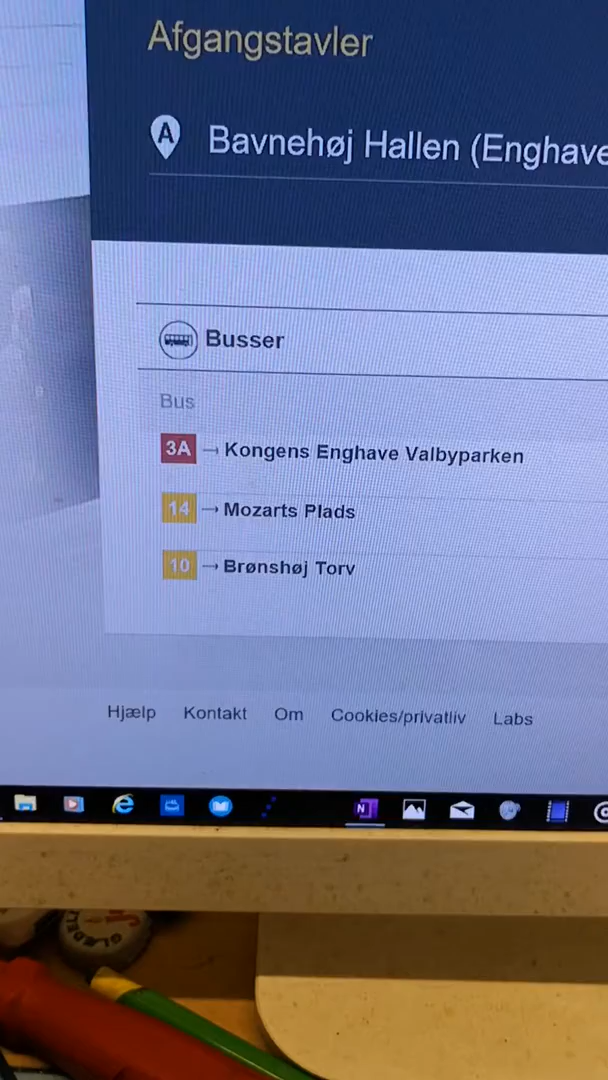 Afgangstavler
A
Bavnehøj Hallen (Enghave
Busser
Bus
3A → Kongens Enghave Valbyparken
14 → Mozarts Plads
10 → Brønshøj Torv
Hjælp Kontakt Om Cookies/privatliv Labs
N